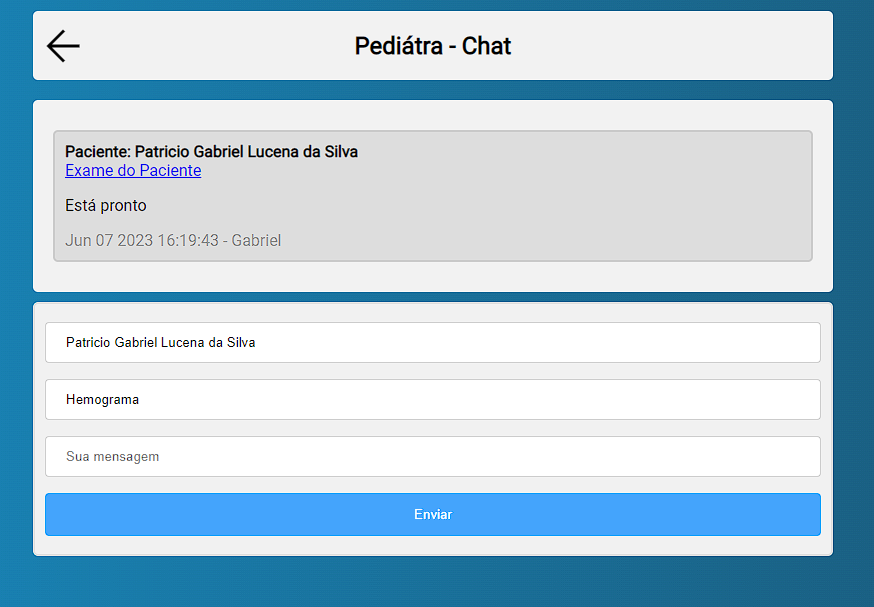 Pediátra - Chat
Paciente: Patricio Gabriel Lucena da Silva
Exame do Paciente
Está pronto
Jun 07 2023 16:19:43 - Gabriel
Patricio Gabriel Lucena da Silva
Hemograma
Sua mensagem
Enviar